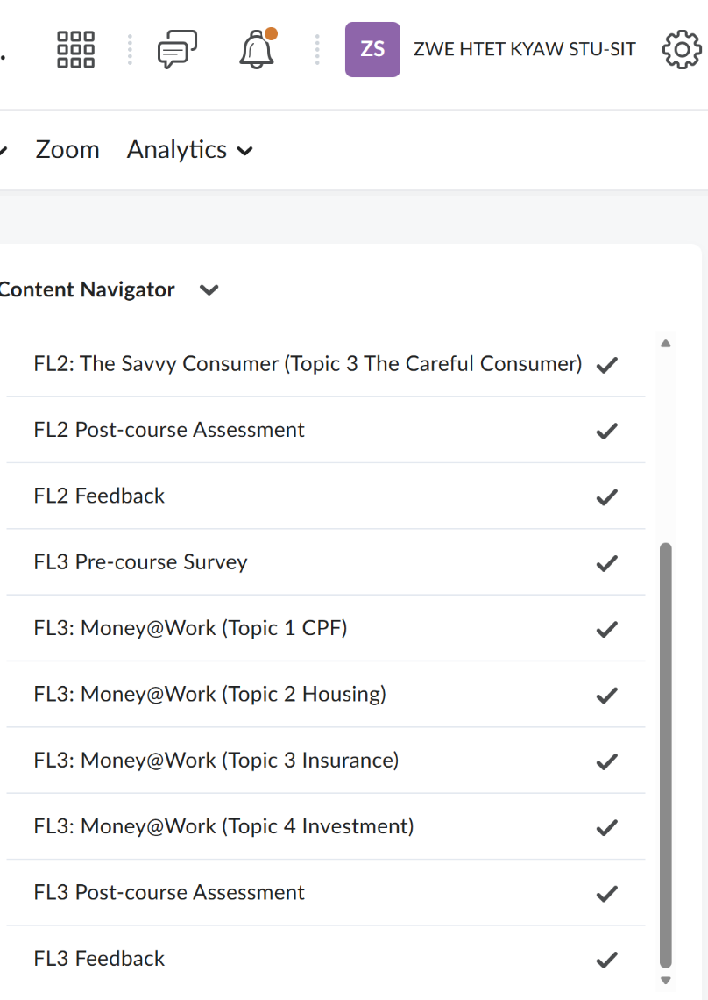 ZS ZWE HTET KYAW STU-SIT
Zoom Analytics
Content Navigator
FL2: The Savvy Consumer (Topic 3 The Careful Consumer)
FL2 Post-course Assessment
FL2 Feedback
FL3 Pre-course Survey
FL3: Money@Work (Topic 1 CPF)
FL3: Money@Work (Topic 2 Housing)
FL3: Money@Work (Topic 3 Insurance)
FL3: Money@Work (Topic 4 Investment)
FL3 Post-course Assessment
FL3 Feedback